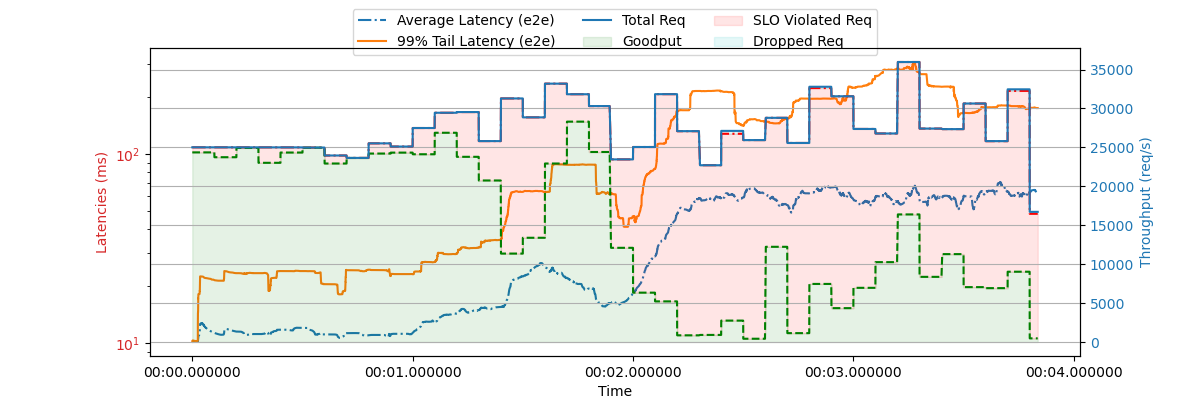 Average Latency (e2e)
99% Tail Latency (e2e)
Total Req
Goodput
SLO Violated Req
Dropped Req
Latencies (ms)
10²
10¹
35000
30000
25000
20000
15000
10000
5000
0
Throughput (req/s)
00:00.000000
00:01.000000
00:02.000000
00:03.000000
00:04.000000
Time